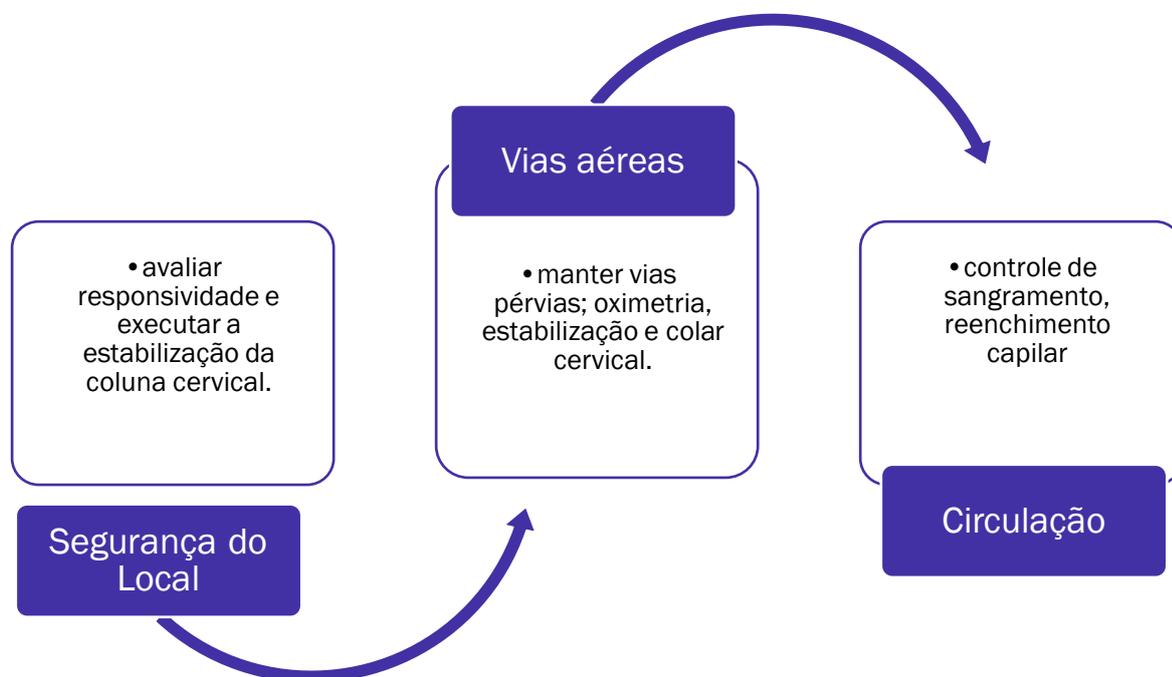 • avaliar
responsividade e
executar a
estabilização da
coluna cervical.
Segurança do
Local
Vias aéreas
• manter vias
pérvias; oximetria,
estabilização e colar
cervical.
• controle de
sangramento,
reenchimento
capilar
Circulação